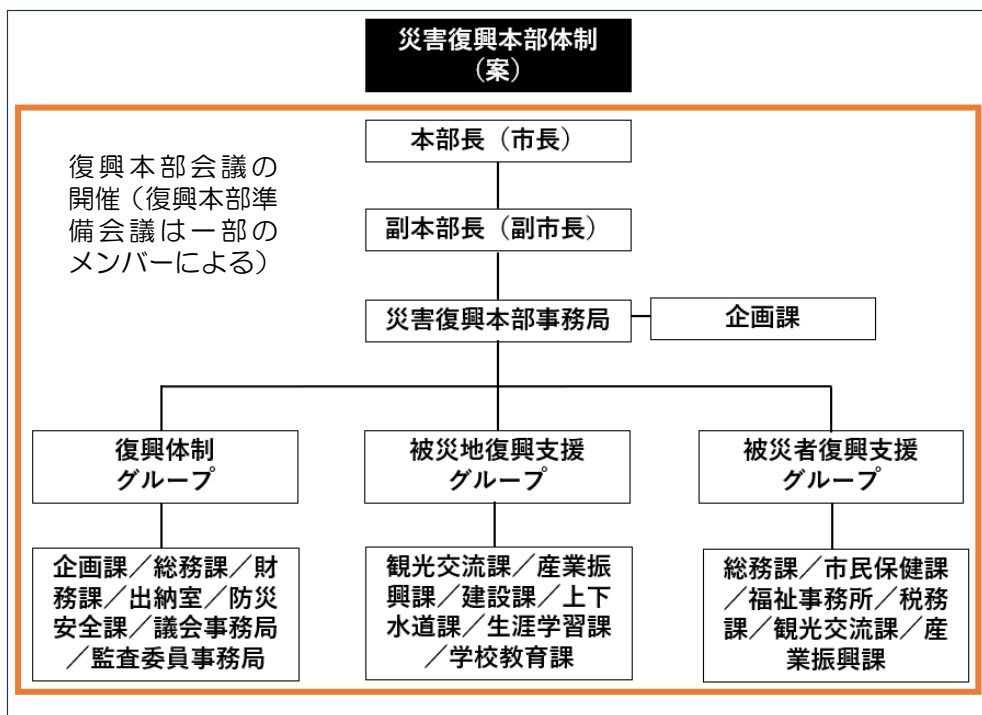 災害復興本部体制
（案）
復興本部会議の
開催（復興本部準
備会議は一部の
メンバーによる）
本部長（市長）
副本部長（副市長）
災害復興本部事務局
企画課
復興体制
グループ
被災地復興支援
グループ
被災者復興支援
グループ
企画課／総務課／財
務課／出納室／防災
安全課／議会事務局
／監査委員事務局
観光交流課／産業振
興課／建設課／上下
水道課／生涯学習課
／学校教育課
総務課／市民保健課
／福祉事務所／税務
課／観光交流課／産
業振興課